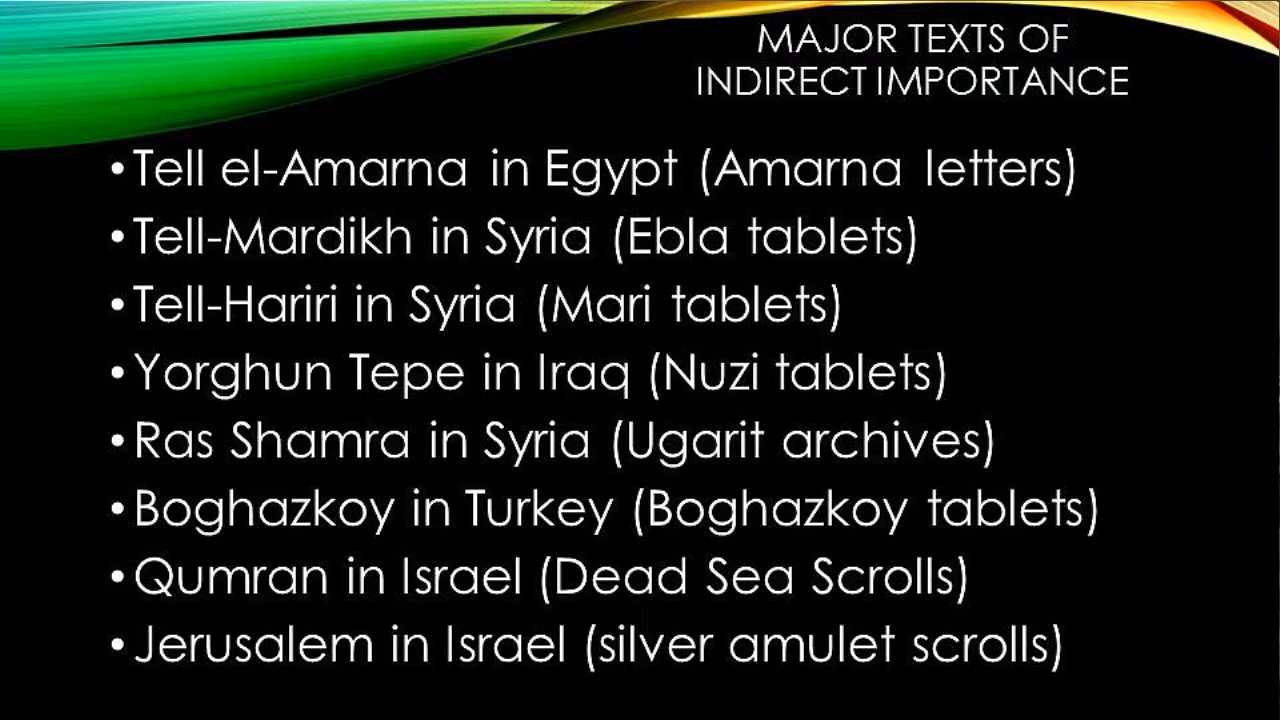 MAJOR TEXTS OF
INDIRECT IMPORTANCE
•Tell el-Amarna in Egypt (Amarna letters)
•Tell-Mardikh in Syria (Ebla tablets)
•Tell-Hariri in Syria (Mari tablets)
•Yorghun Tepe in Iraq (Nuzi tablets)
•Ras Shamra in Syria (Ugarit archives)
•Boghazkoy in Turkey (Boghazkoy tablets)
•Qumran in Israel (Dead Sea Scrolls)
•Jerusalem in Israel (silver amulet scrolls)